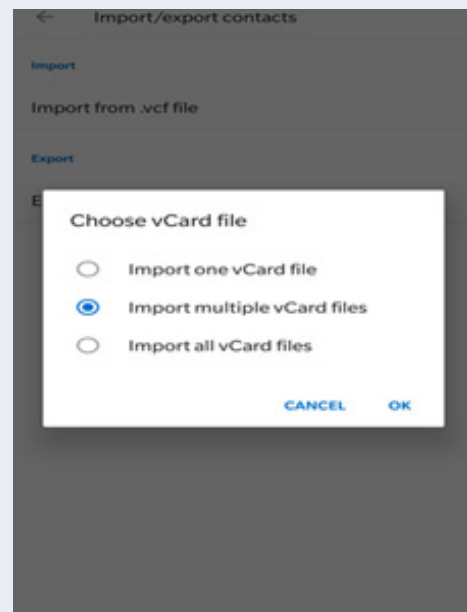 Import/export contacts
Import
Import from .vcf file
Export
E
Choose vCard file
Import one vCard file
Import multiple vCard files
Import all vCard files
CANCEL OK